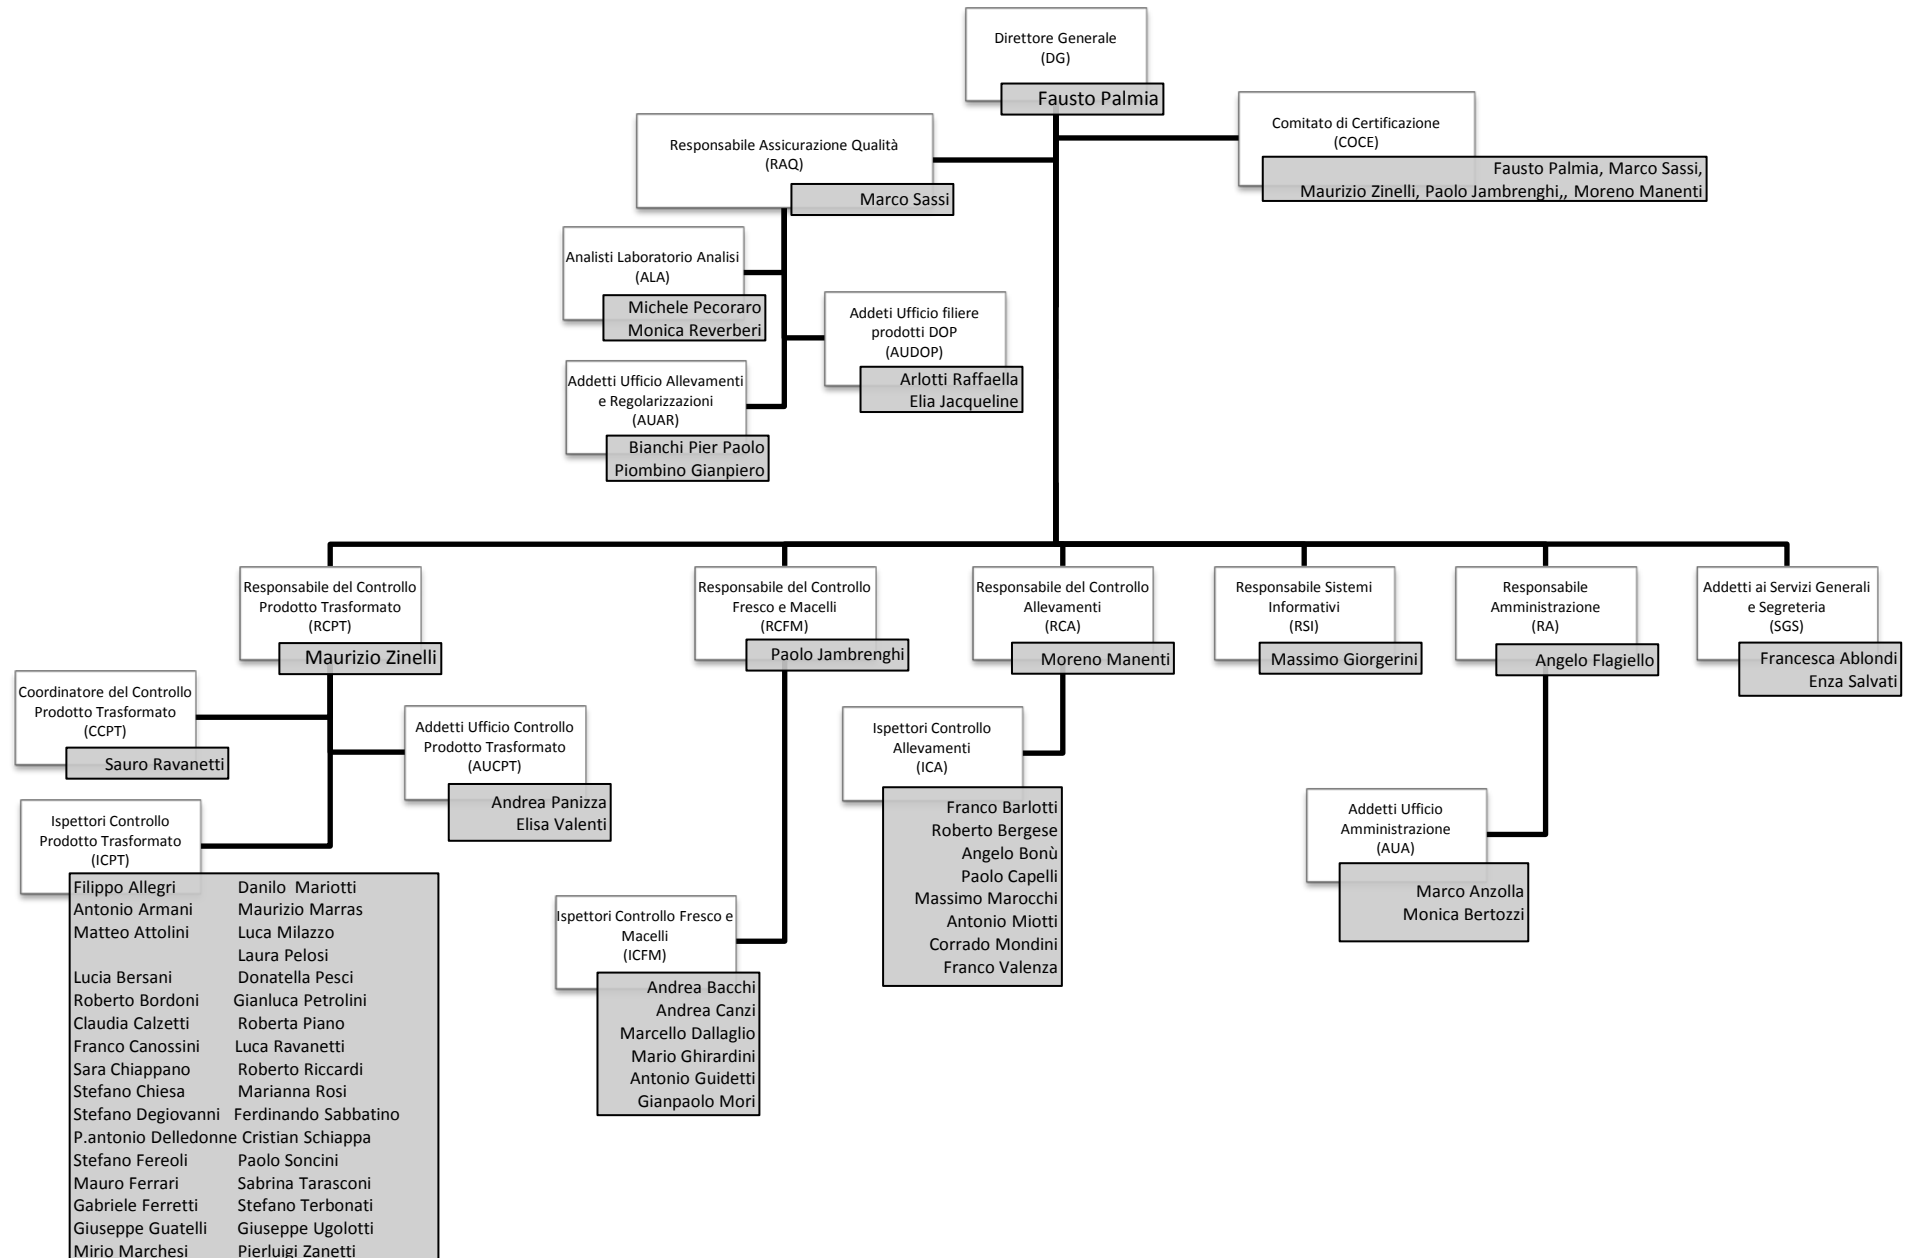 Direttore Generale
(DG)
Fausto Palmia
Comitato di Certificazione
(COCE)
Fausto Palmia, Marco Sassi,
Maurizio Zinelli, Paolo Jambrenghi,, Moreno Manenti
Responsabile Assicurazione Qualità
(RAQ)
Marco Sassi
Analisti Laboratorio Analisi
(ALA)
Michele Pecoraro
Monica Reverberi
Addeti Ufficio filiere
prodotti DOP
(AUDOP)
Arlotti Raffaella
Elia Jacqueline
Addetti Ufficio Allevamenti
e Regolarizzazioni
(AUAR)
Bianchi Pier Paolo
Piombino Gianpiero
Responsabile del Controllo
Prodotto Trasformato
(RCPT)
Maurizio Zinelli
Responsabile del Controllo
Fresco e Macelli
(RCFM)
Paolo Jambrenghi
Responsabile del Controllo
Allevamenti
(RCA)
Moreno Manenti
Responsabile Sistemi
Informativi
(RSI)
Massimo Giorgerini
Responsabile
Amministrazione
(RA)
Angelo Flagiello
Addetti ai Servizi Generali
e Segreteria
(SGS)
Francesca Ablondi
Enza Salvati
Coordinatore del Controllo
Prodotto Trasformato
(CCPT)
Sauro Ravanetti
Addetti Ufficio Controllo
Prodotto Trasformato
(AUCPT)
Andrea Panizza
Elisa Valenti
Ispettori Controllo
Prodotto Trasformato
(ICPT)
Filippo Allegri Danilo Mariotti
Antonio Armani Maurizio Marras
Matteo Attolini Luca Milazzo
Laura Pelosi
Lucia Bersani Donatella Pesci
Roberto Bordoni Gianluca Petrolini
Claudia Calzetti Roberta Piano
Franco Canossini Luca Ravanetti
Sara Chiappano Roberto Riccardi
Stefano Chiesa Marianna Rosi
Stefano Degiovanni Ferdinando Sabbatino
P.antonio Delledonne Cristian Schiappa
Stefano Fereoli Paolo Soncini
Mauro Ferrari Sabrina Tarasconi
Gabriele Ferretti Stefano Terbonati
Giuseppe Guatelli Giuseppe Ugolotti
Mirio Marchesi Pierluigi Zanetti
Ispettori Controllo Fresco e
Macelli
(ICFM)
Andrea Bacchi
Andrea Canzi
Marcello Dallaglio
Mario Ghirardini
Antonio Guidetti
Gianpaolo Mori
Ispettori Controllo
Allevamenti
(ICA)
Franco Barlotti
Roberto Bergese
Angelo Bonù
Paolo Capelli
Massimo Marocchi
Antonio Miotti
Corrado Mondini
Franco Valenza
Addetti Ufficio
Amministrazione
(AUA)
Marco Anzolla
Monica Bertozzi